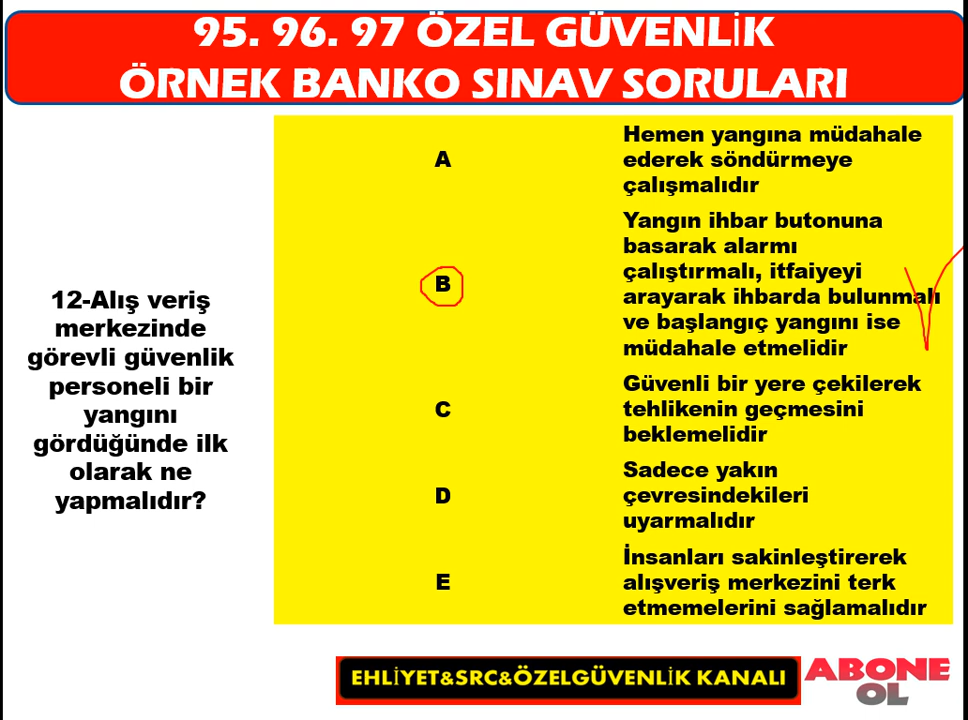 95. 96. 97 ÖZEL GÜVENLİK
ÖRNEK BANKO SINAV SORULARI
12-Alış veriş
merkezinde
görevli güvenlik
personeli bir
yangını
gördüğünde ilk
olarak ne
yapmalıdır?
A
Hemen yangına müdahale
ederek söndürmeye
çalışmalıdır
B
Yangın ihbar butonuna
basarak alarmı
çalıştırmalı, itfaiyeyi
arayarak ihbarda bulunmalı
ve başlangıç yangını ise
müdahale etmelidir
C
Güvenli bir yere çekilerek
tehlikenin geçmesini
beklemelidir
D
Sadece yakın
çevresindekileri
uyarmalıdır
E
İnsanları sakinleştirerek
alışveriş merkezini terk
etmemelerini sağlamalıdır
EHLİYET&SRC&ÖZELGÜVENLİK KANALI
ABONE
OL